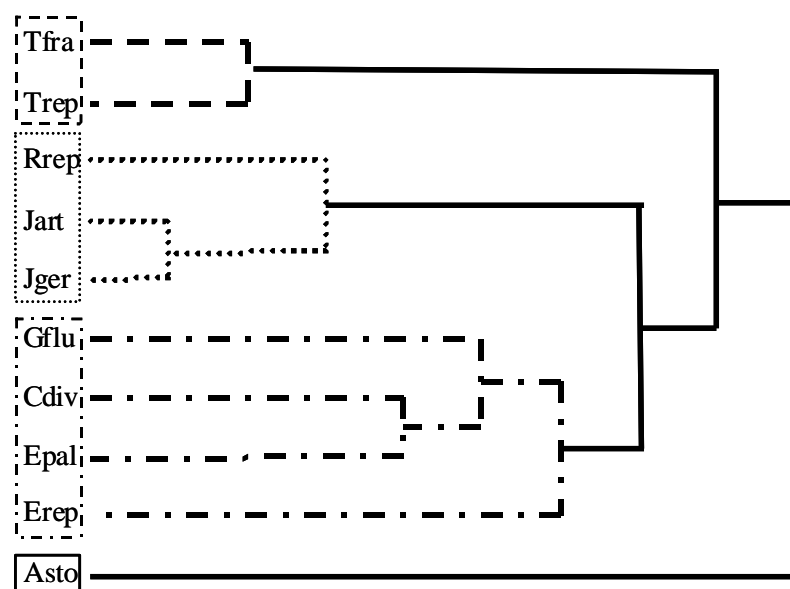 Tfra
Trep
Rrep
Jart
Jger
Gflu
Cdiv
Epal
Erep
Asto